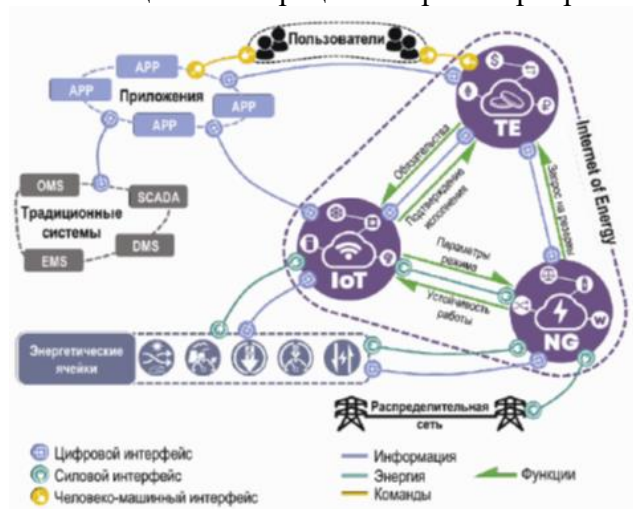 Пользователи
APP
APP
APP
APP
Приложения
$
₽
TE
Internet of Energy
OMS
SCADA
Традиционные
системы
EMS
DMS
Обязательства
Подтверждение
исполнения
Запрос на режим
IoT
Параметры
режима
Устойчивость
работы
W
NG
Энергетические
ячейки
Распределительная
сеть
Цифровой интерфейс
Силовой интерфейс
Человеко-машинный интерфейс
Информация
Энергия
Команды
Функции